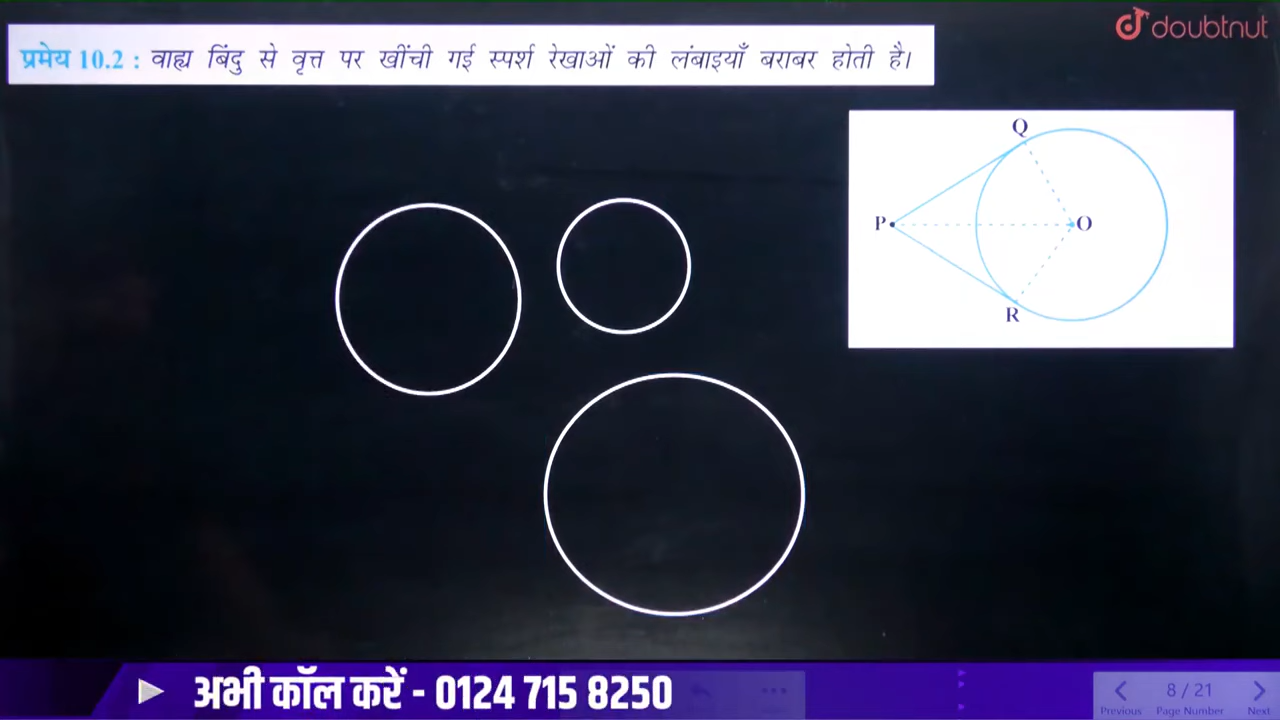 doubtnut
प्रमेय 10.2 : वाह्य बिंदु से वृत्त पर खींची गई स्पर्श रेखाओं की लंबाइयाँ बराबर होती है।
Q
P
O
R
अभी कॉल करें - 0124 715 8250
8 / 21
Previous Page Number Next